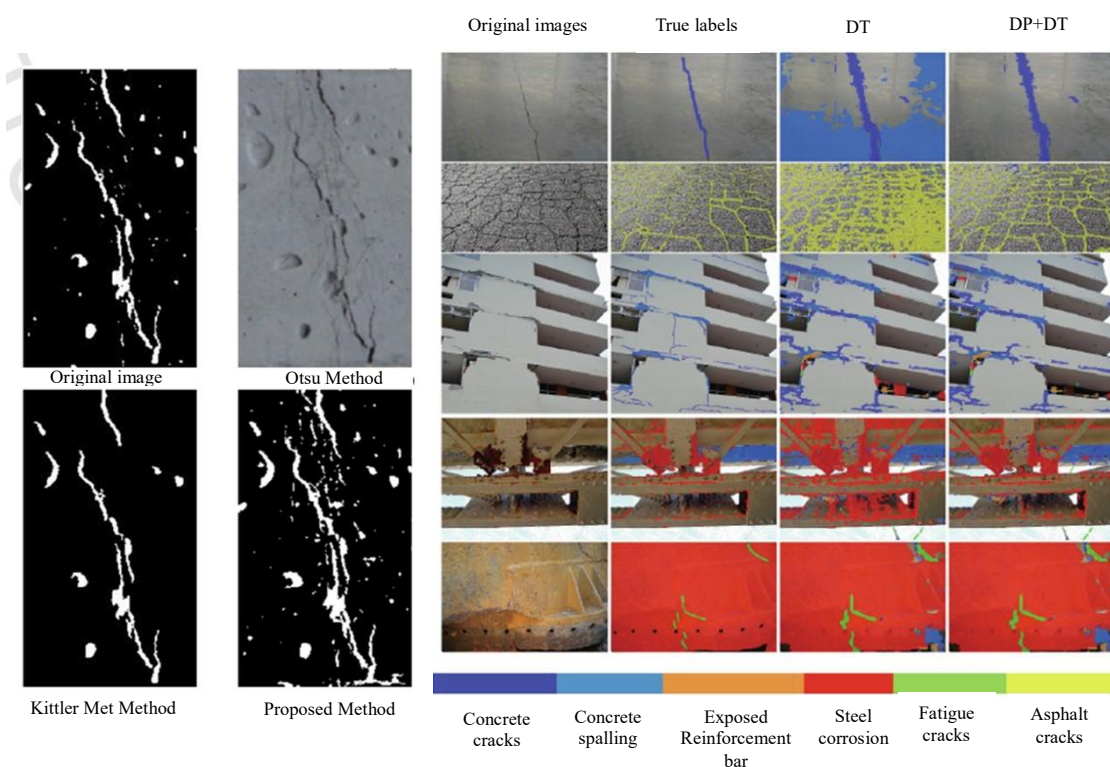 Original images
True labels
DT
DP+DT
Original image
Otsu Method
(
Kittler Met Method
Proposed Method
Concrete
cracks
Concrete
spalling
Exposed
Reinforcement
bar
Steel
corrosion
Fatigue
cracks
Asphalt
cracks